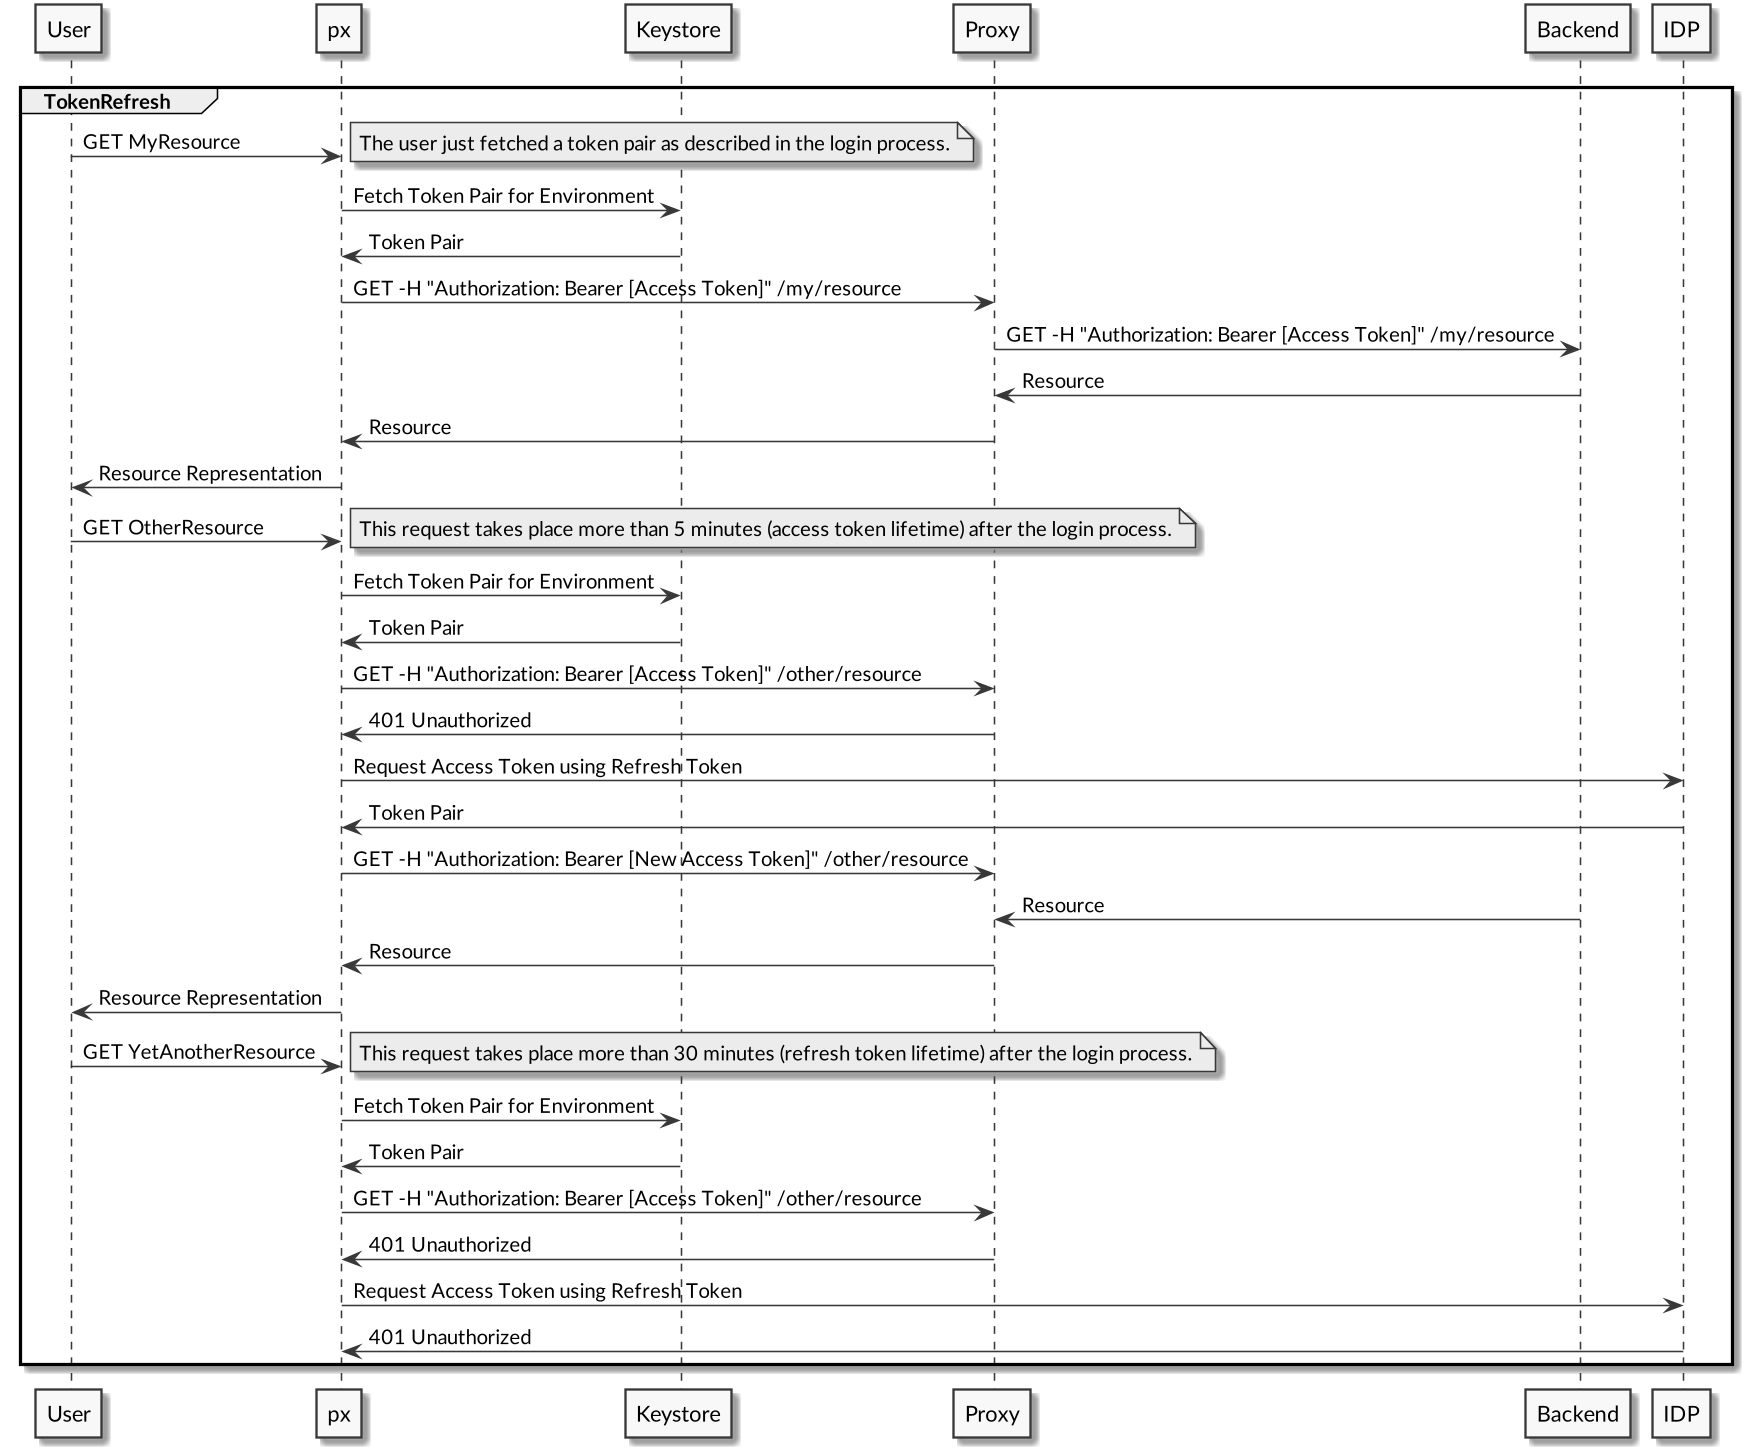 User px Keystore Proxy Backend IDP
TokenRefresh
GET MyResource
The user just fetched a token pair as described in the login process.
Fetch Token Pair for Environment
Token Pair
GET -H "Authorization: Bearer [Access Token]" /my/resource
GET -H "Authorization: Bearer [Access Token]" /my/resource
Resource
Resource
Resource Representation
GET OtherResource
This request takes place more than 5 minutes (access token lifetime) after the login process.
Fetch Token Pair for Environment
Token Pair
GET -H "Authorization: Bearer [Access Token]" /other/resource
401 Unauthorized
Request Access Token using Refresh Token
Token Pair
GET -H "Authorization: Bearer [New Access Token]" /other/resource
Resource
Resource
Resource Representation
GET YetAnotherResource
This request takes place more than 30 minutes (refresh token lifetime) after the login process.
Fetch Token Pair for Environment
Token Pair
GET -H "Authorization: Bearer [Access Token]" /other/resource
401 Unauthorized
Request Access Token using Refresh Token
401 Unauthorized
User px Keystore Proxy Backend IDP